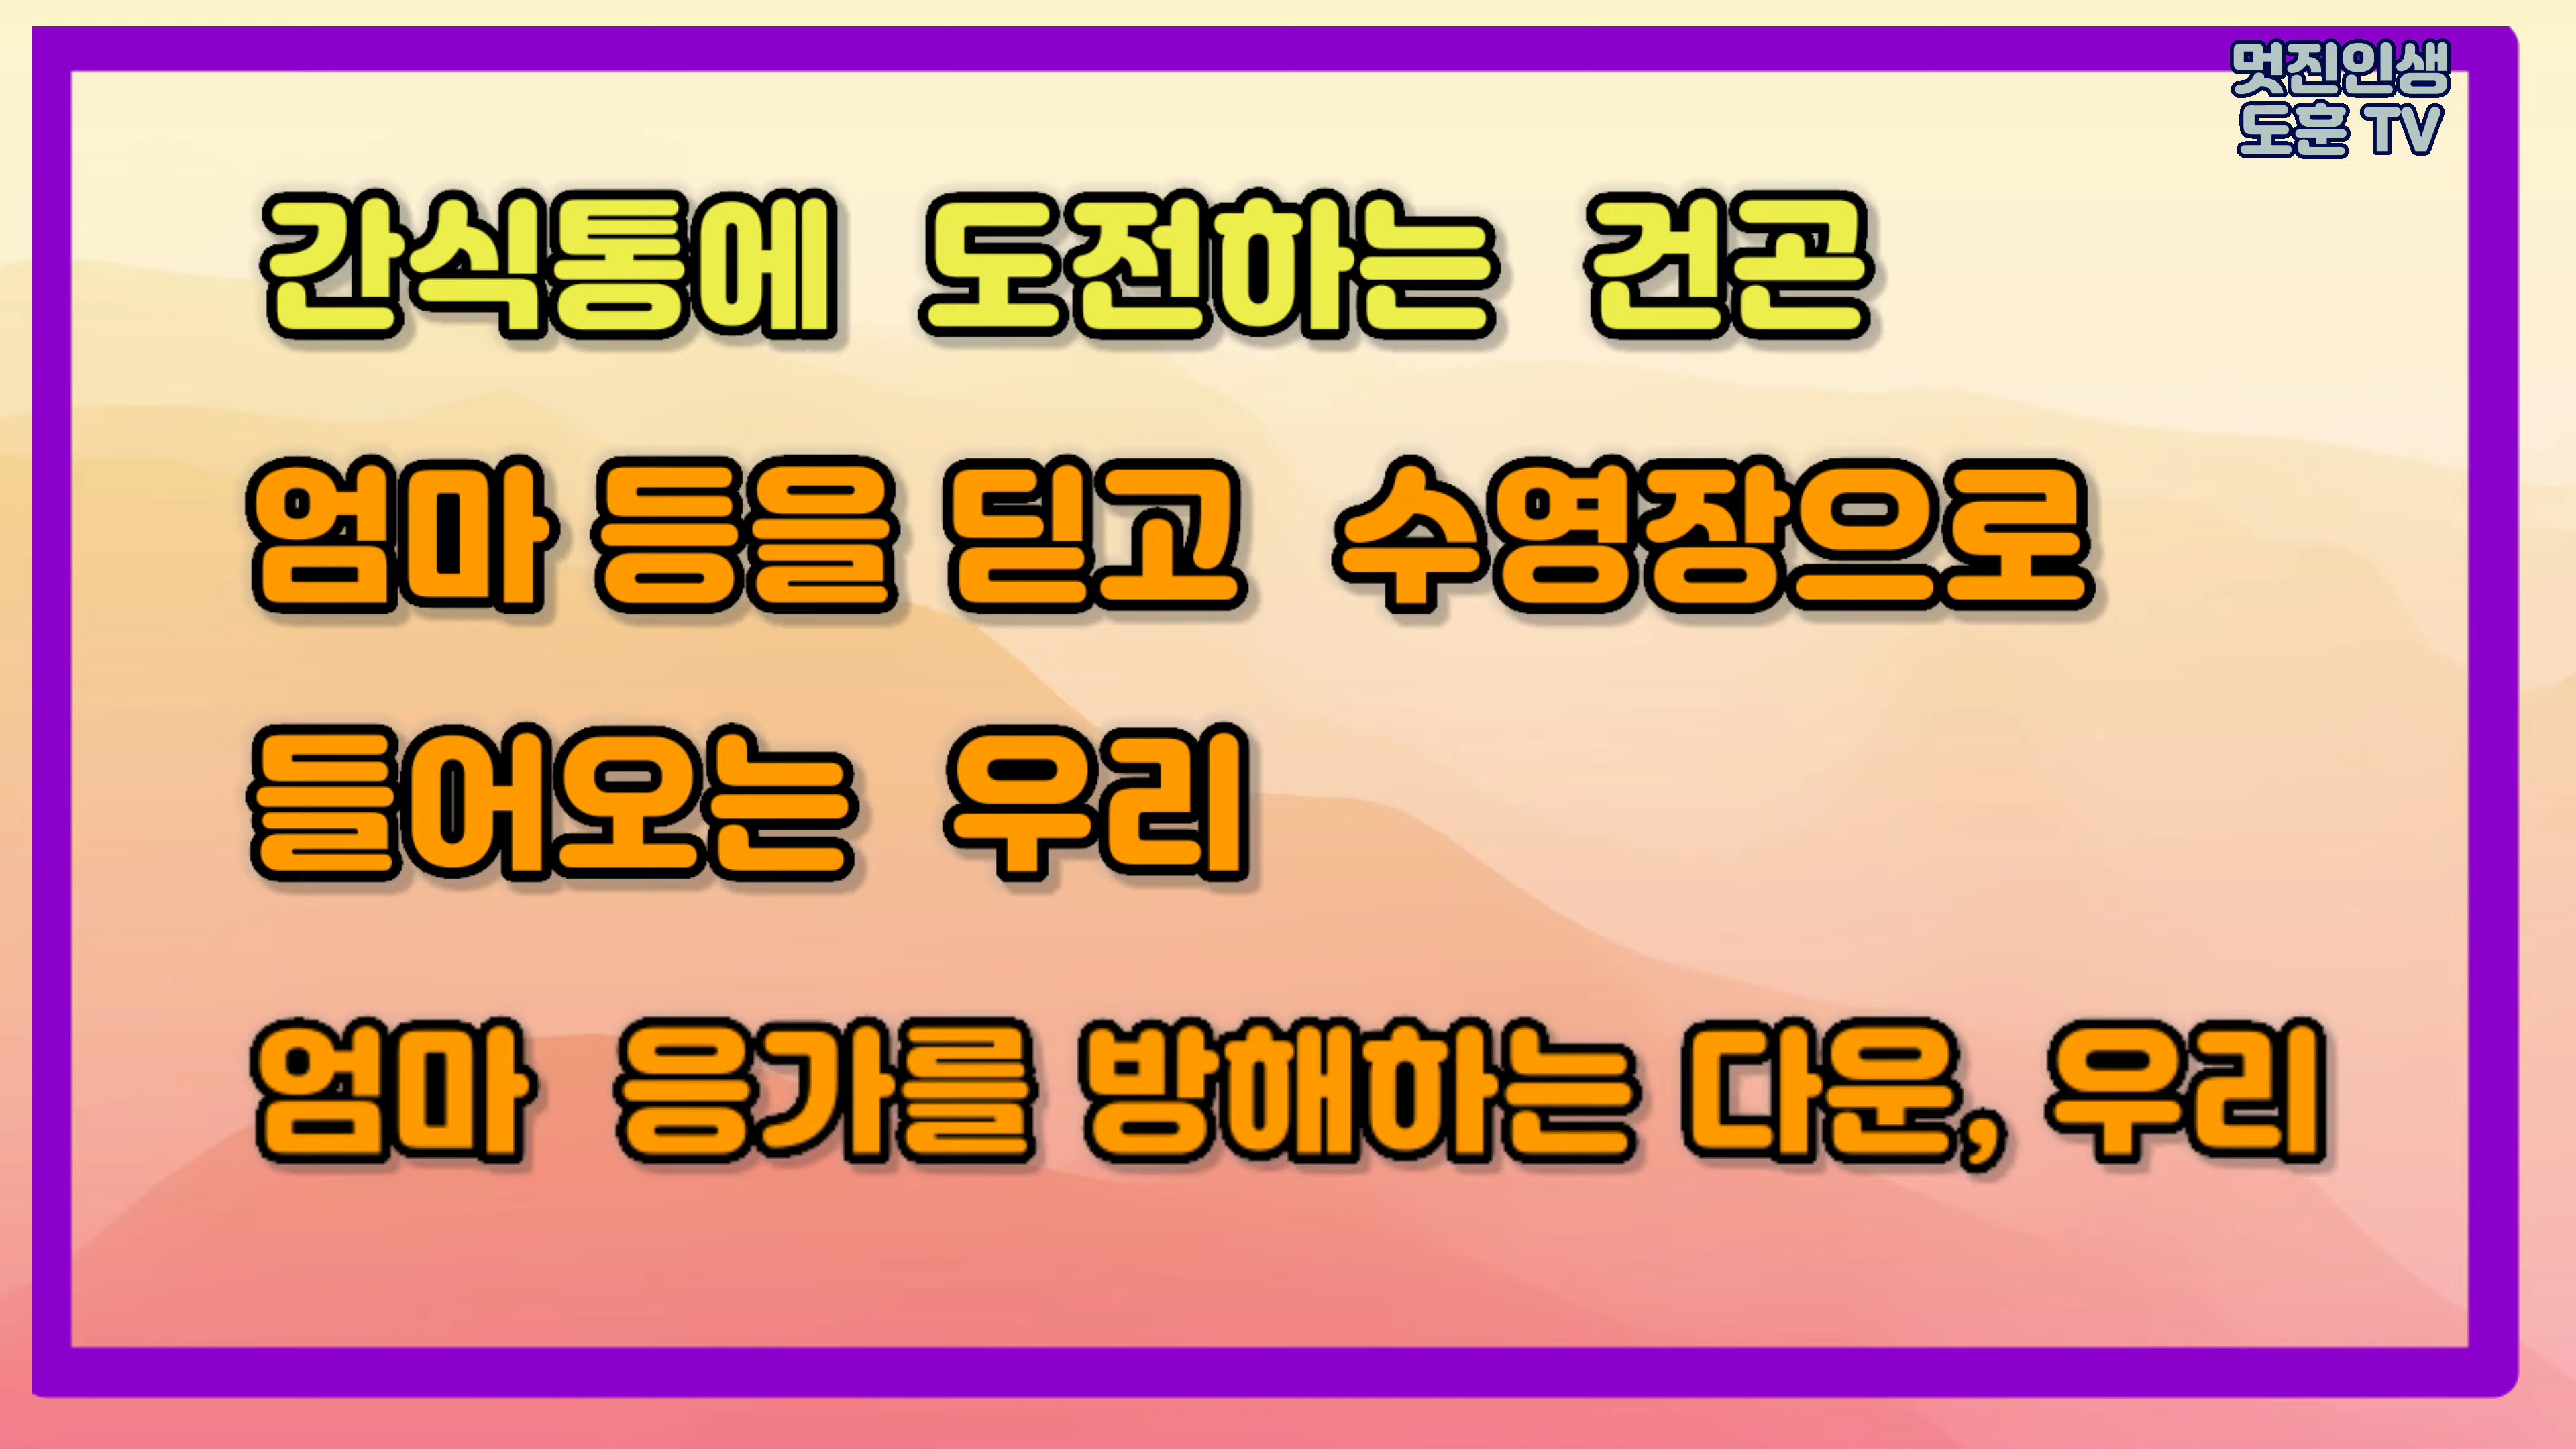 멋진인생
도훈 TV
간식통에 도전하는 건곤
엄마 등을 딛고 수영장으로
들어오는 우리
엄마 응가를 방해하는 다운, 우리